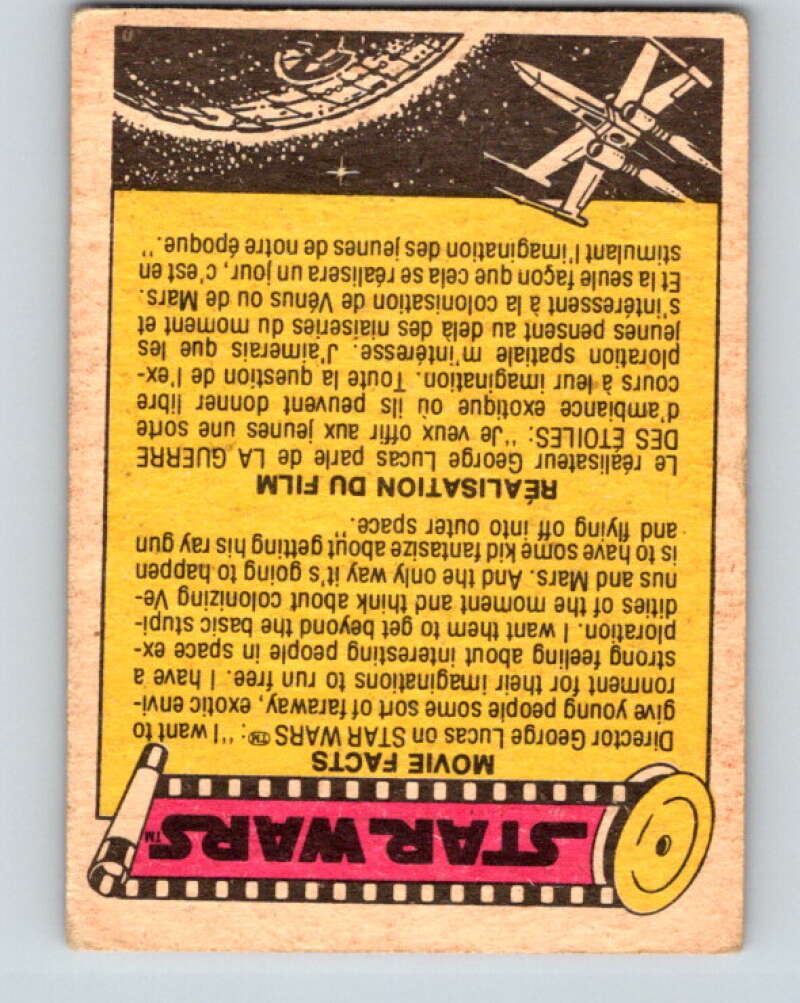 STAR WARS™
MOVIE FACTS
Director George Lucas on STAR WARS™: "I want to
give young people some sort of faraway, exotic envi-
ronment for their imaginations to run free. I have a
strong feeling about interesting people in space ex-
ploration. I want them to get beyond the basic stupi-
dities of the moment and think about colonizing Ve-
nus and Mars. And the only way it's going to happen
is to have some kid fantasize about getting his ray gun
and flying off into outer space."
RÉALISATION DU FILM
Le réalisateur George Lucas parle de LA GUERRE
DES ÉTOILES: "Je veux offir aux jeunes une sorte
d'ambiance exotique où ils peuvent donner libre
cours à leur imagination. Toute la question de l'ex-
ploration spatiale m'intéresse. J'aimerais que les
jeunes pensent au délà des niaiseries du moment et
s'intéressent à la colonisation de Vénus ou de Mars.
Et la seule façon que cela se réalisera un jour, c'est en
stimulant l'imagination des jeunes de notre époque."